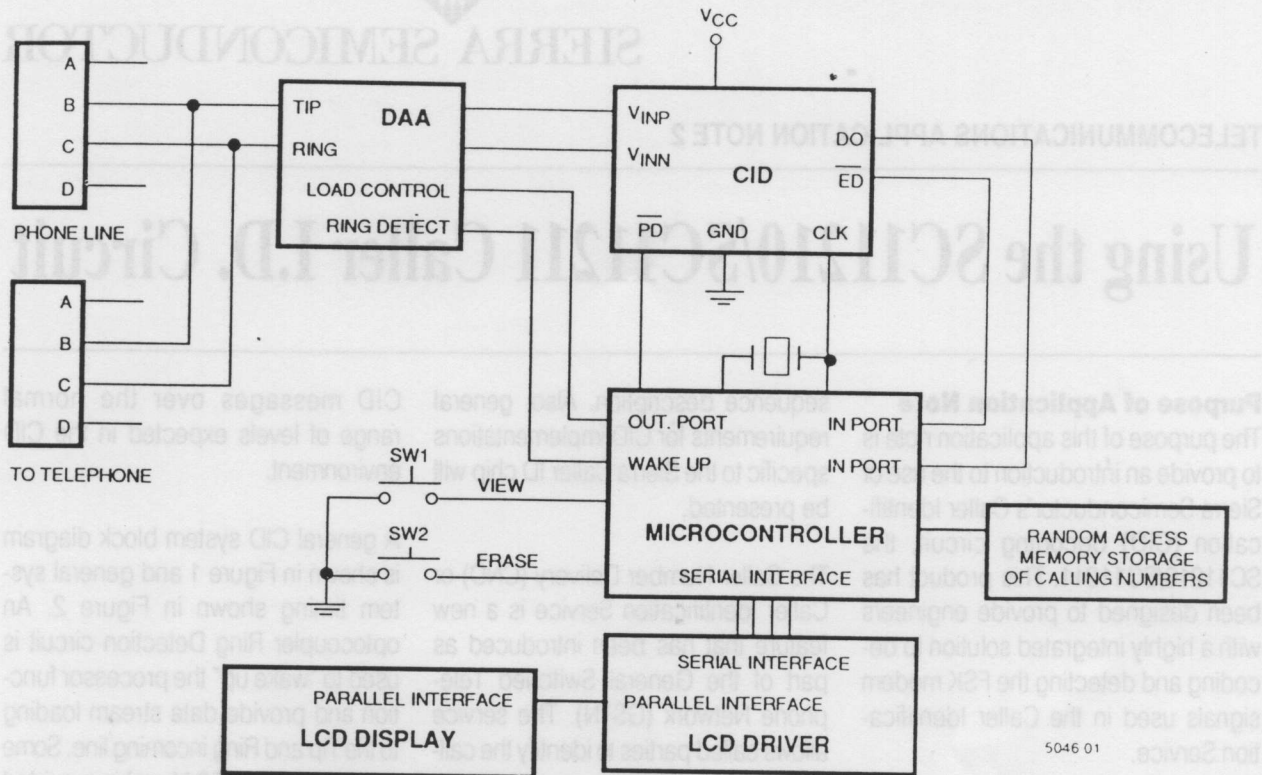 SIERRA SEMICONDUCTOR
TELECOMMUNICATIONS APPLICATION NOTE 2
Using the SC11210/SC11211 Caller I.D. Circuit
A
B
C
D
PHONE LINE
A
B
C
D
TO TELEPHONE
TIP
DAA
RING
LOAD CONTROL
RING DETECT
VCC
VINP
DO
VINN
CID
ED
PD
GND
CLK
OUT. PORT
IN PORT
WAKE UP
IN PORT
MICROCONTROLLER
SERIAL INTERFACE
SW1
VIEW
SW2
ERASE
RANDOM ACCESS
MEMORY STORAGE
OF CALLING NUMBERS
PARALLEL INTERFACE
LCD DISPLAY
SERIAL INTERFACE
PARALLEL INTERFACE
LCD DRIVER
5046 01
Purpose of Application Note
The purpose of this application note is
to provide an introduction to the use of
product has
been designed to provide engineers
with a highly integrated solution to de-
coding and detecting the FSK modem
signals used in the Caller Identifica-
tion Service.
sequence description. Also, general
requirements for CID implementations
specific to the Sierra Caller ID chip will
be presented.
Caller Identification Service is a new
feature that has been introduced as
part of the General Switched Tele-
phone Network (GSTN). The service
parties to identify the call-
CID messages over the normal
range of levels expected in the CID
environment.
A general CID system block diagram
is shown in Figure 1 and general sys-
tem timing shown in Figure 2. An
optocoupler Ring Detection circuit is
used to "wake up" the processor func-
tion and provide data stream loading
to the Tip and Ring incoming line. Some